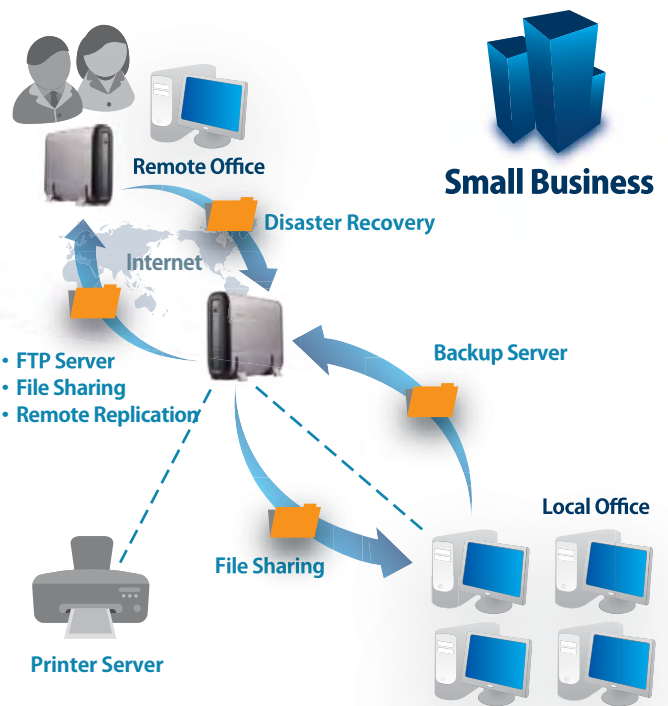 Small Business
Remote Office
Disaster Recovery
Internet
• FTP Server
• File Sharing
• Remote Replication
Backup Server
Local Office
File Sharing
Printer Server